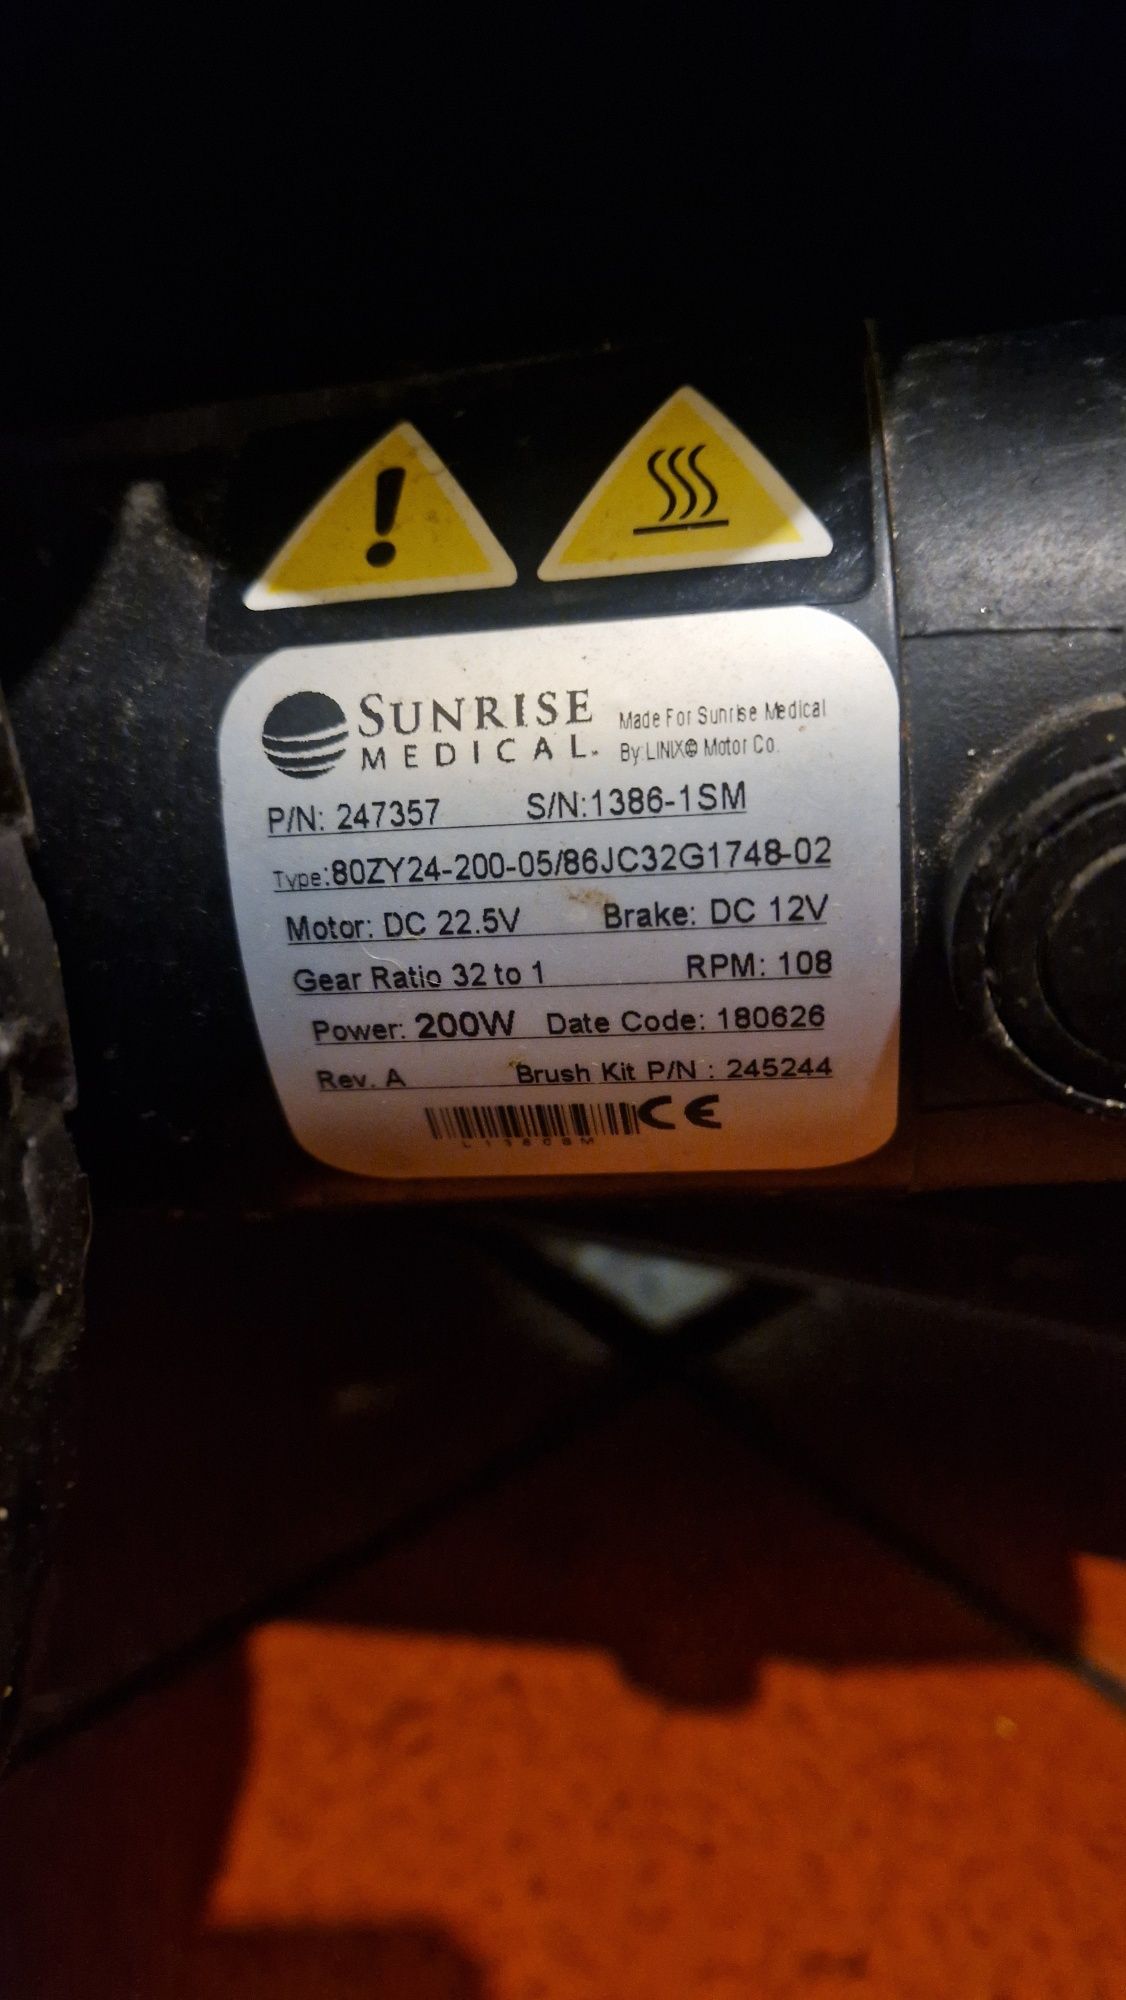 !
SUNRISE
MEDICAL.
Made For Sunrise Medical
By:LINIX® Motor Co.
P/N: 247357 S/N:1386-1SM
Type:80ZY24-200-05/86JC32G1748-02
Motor: DC 22.5V Brake: DC 12V
Gear Ratio 32 to 1 RPM: 108
Power: 200W Date Code: 180626
Rev. A Brush Kit P/N : 245244
CE